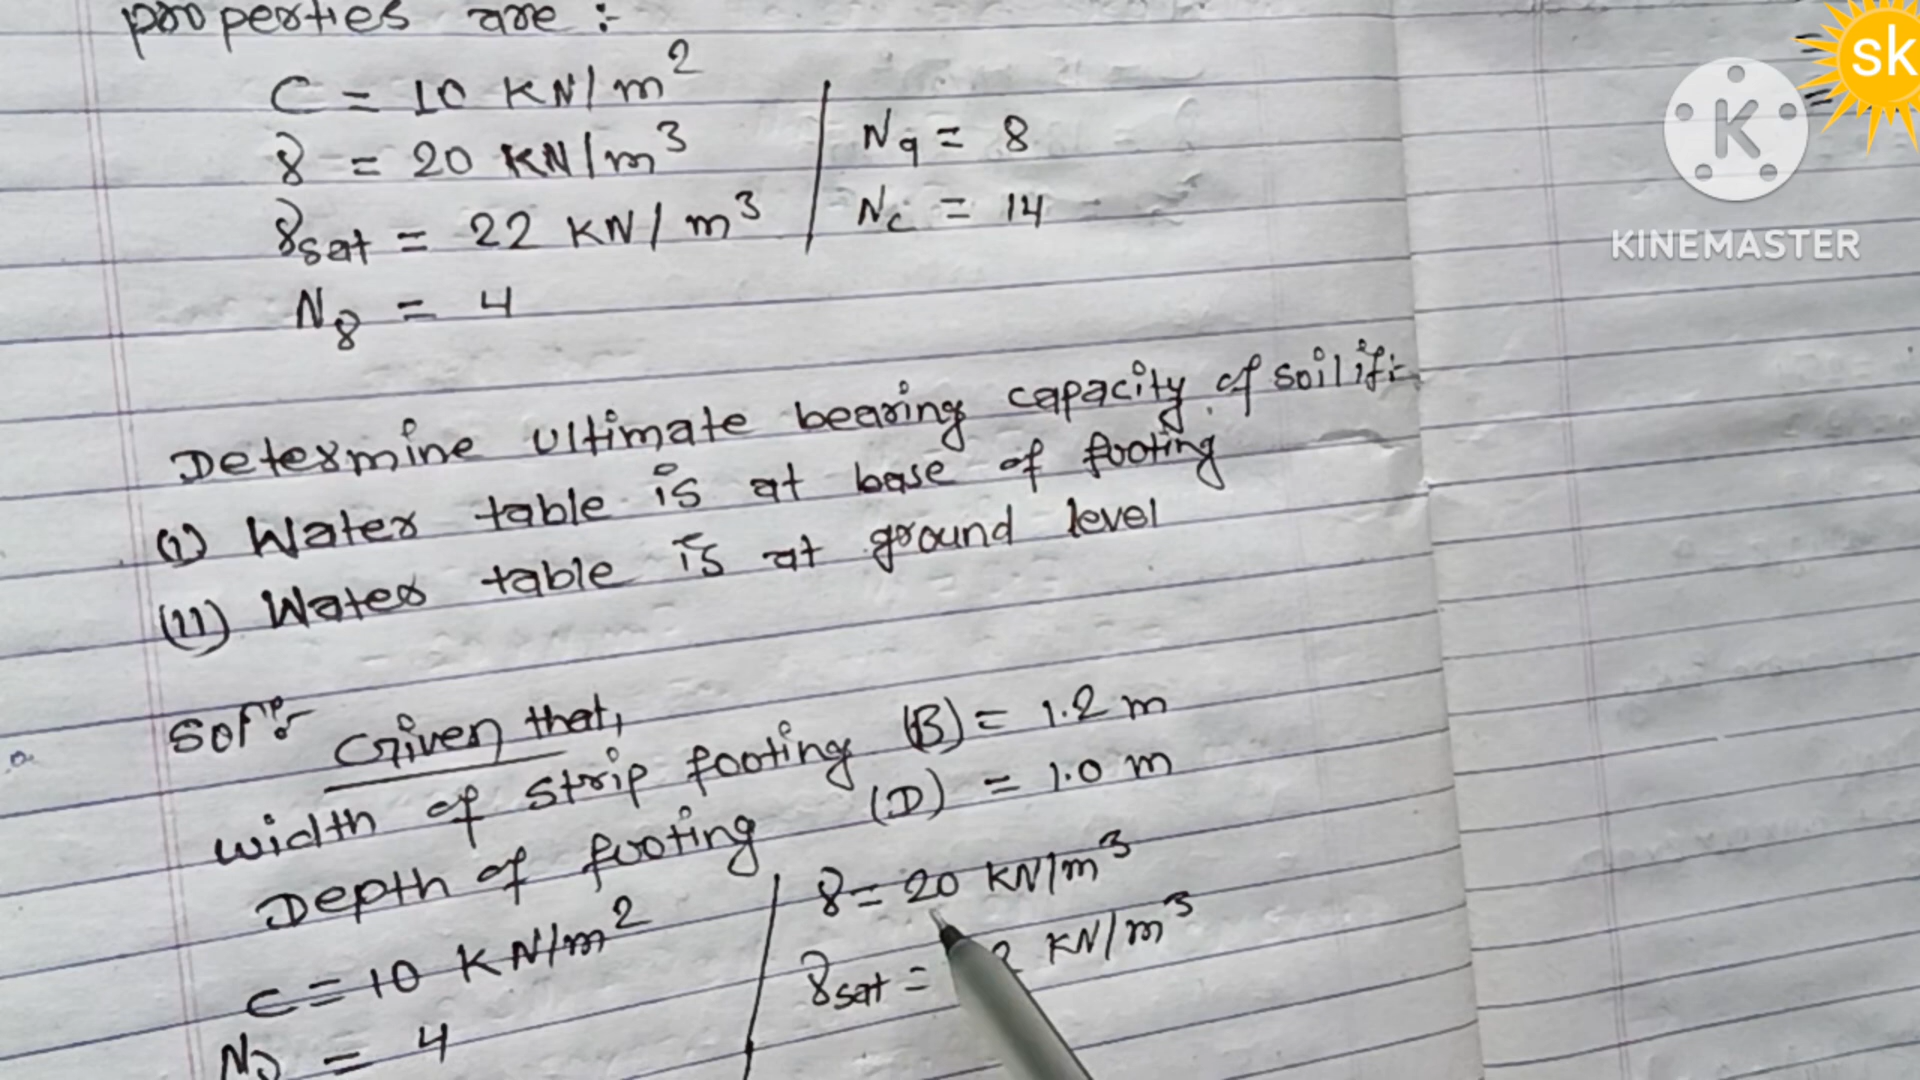 properties are :-
C = 10 KN/m²
γ = 20 KN/m³
γsat = 22 KN/m³
Nγ = 4
Nq = 8
Nc = 14
Determine ultimate bearing capacity of soil if:-
(i) Water table is at base of footing
(11) Water table is at ground level
Solⁿ:- Given that,
width of strip footing (B) = 1.2 m
Depth of footing (D) = 1.0 m
c = 10 KN/m²
Nγ = 4
γ = 20 KN/m³
γsat = 2 KN/m³
sk
K
KINEMASTER